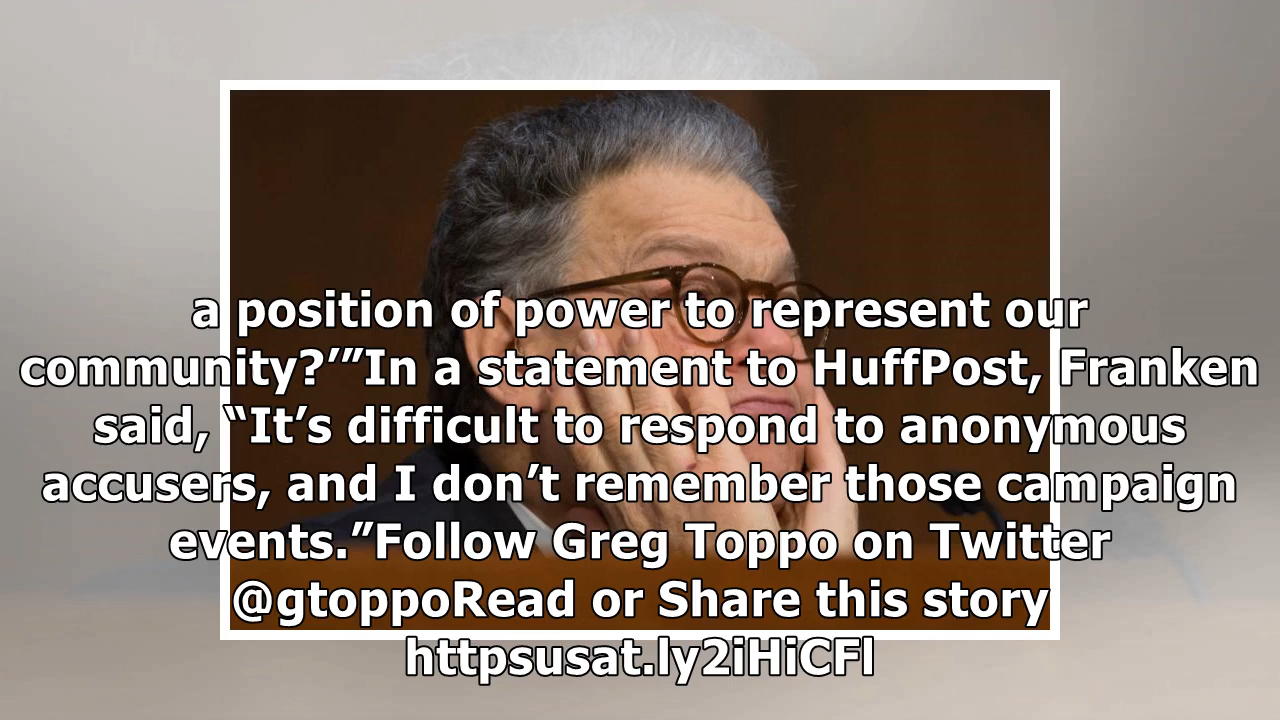 a position of power to represent our
community?’”"In a statement to HuffPost, Franken
said, “It’s difficult to respond to anonymous
accusers, and I don’t remember those campaign
events.”Follow Greg Toppo on Twitter
@gtoppoRead or Share this story
httpsusat.ly2iHiCFl